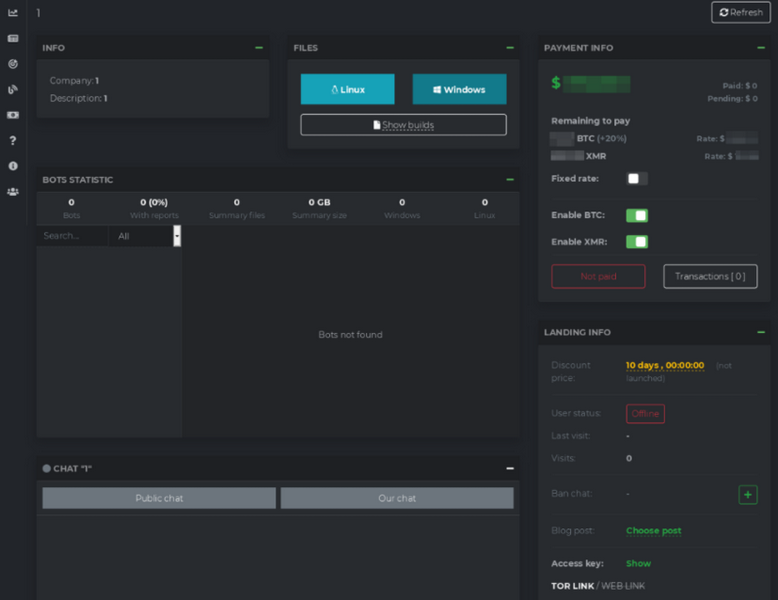 1
Refresh
INFO
Company: 1
Description: 1
FILES
Linux
Windows
Show builds
PAYMENT INFO
$
Paid: $ 0
Pending: $ 0
Remaining to pay
BTC (+20%)
Rate: $
XMR
Rate: $
Fixed rate:
Enable BTC:
Enable XMR:
Not paid
Transactions [ 0 ]
BOTS STATISTIC
0
Bots
0 (0%)
With reports
0
Summary files
0 GB
Summary size
0
Windows
0
Linux
Search...
All
Bots not found
LANDING INFO
Discount price:
10 days , 00:00:00 (not launched)
User status:
Offline
Last visit:
-
Visits:
0
Ban chat:
-
+
Blog post:
Choose post
Access key:
Show
TOR LINK / WEB LINK
CHAT "1"
Public chat
Our chat